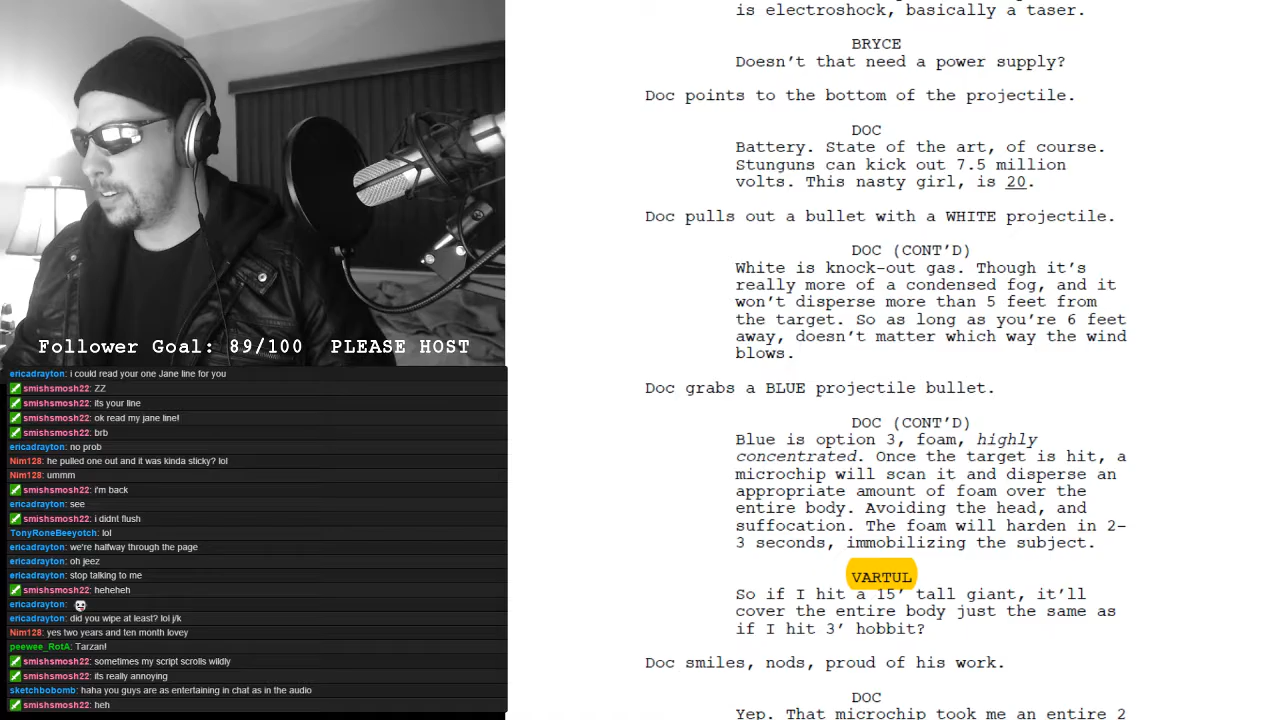 is electroshock, basically a taser.
BRYCE
Doesn't that need a power supply?
Doc points to the bottom of the projectile.
DOC
Battery. State of the art, of course.
Stunguns can kick out 7.5 million
volts. This nasty girl, is 20.
Doc pulls out a bullet with a WHITE projectile.
DOC (CONT'D)
White is knock-out gas. Though it's
really more of a condensed fog, and it
won't disperse more than 5 feet from
the target. So as long as you're 6 feet
away, doesn't matter which way the wind
blows.
Doc grabs a BLUE projectile bullet.
DOC (CONT'D)
Blue is option 3, foam, highly
concentrated. Once the target is hit, a
microchip will scan it and disperse an
appropriate amount of foam over the
entire body. Avoiding the head, and
suffocation. The foam will harden in 2-
3 seconds, immobilizing the subject.
VARTUL
So if I hit a 15' tall giant, it'll
cover the entire body just the same as
if I hit 3' hobbit?
Doc smiles, nods, proud of his work.
DOC
Yep. That microchip took me an entire 2
Follower Goal: 89/100 PLEASE HOST
ericadrayton: i could read your one Jane line for you
smishsmosh22: ZZ
smishsmosh22: its your line
smishsmosh22: ok read my jane line!
smishsmosh22: brb
ericadrayton: no prob
Nim128: he pulled one out and it was kinda sticky? lol
Nim128: ummm
smishsmosh22: i'm back
ericadrayton: see
smishsmosh22: i didnt flush
TonyRoneBeeyotch: lol
ericadrayton: we're halfway through the page
ericadrayton: oh jeez
ericadrayton: stop talking to me
smishsmosh22: heheheh
ericadrayton:
ericadrayton: did you wipe at least? lol j/k
Nim128: yes two years and ten month lovey
peewee_RotA: Tarzan!
smishsmosh22: sometimes my script scrolls wildly
smishsmosh22: its really annoying
sketchbobomb: haha you guys are as entertaining in chat as in the audio
smishsmosh22: heh